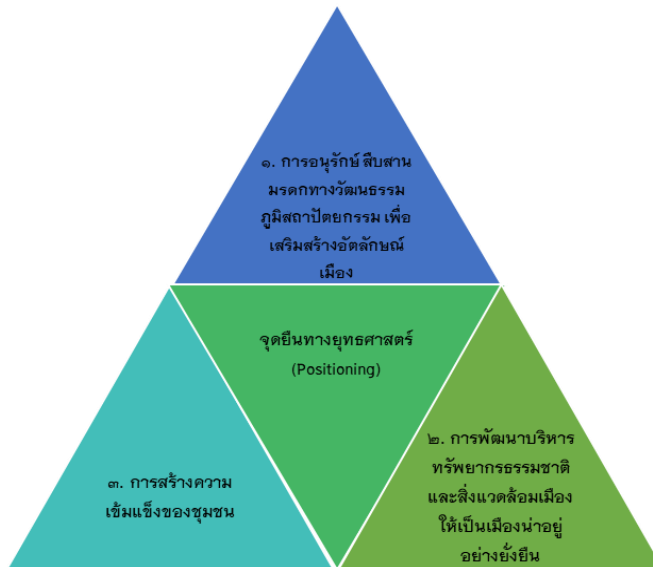 ๑. การอนุรักษ์ สืบสาน
มรดกทางวัฒนธรรม
ภูมิสถาปัตยกรรม เพื่อ
เสริมสร้างอัตลักษณ์
เมือง
จุดยืนทางยุทธศาสตร์
(Positioning)
๒. การพัฒนาบริหาร
ทรัพยากรธรรมชาติ
และสิ่งแวดล้อมเมือง
ให้เป็นเมืองน่าอยู่
อย่างยั่งยืน
๓. การสร้างความ
เข้มแข็งของชุมชน